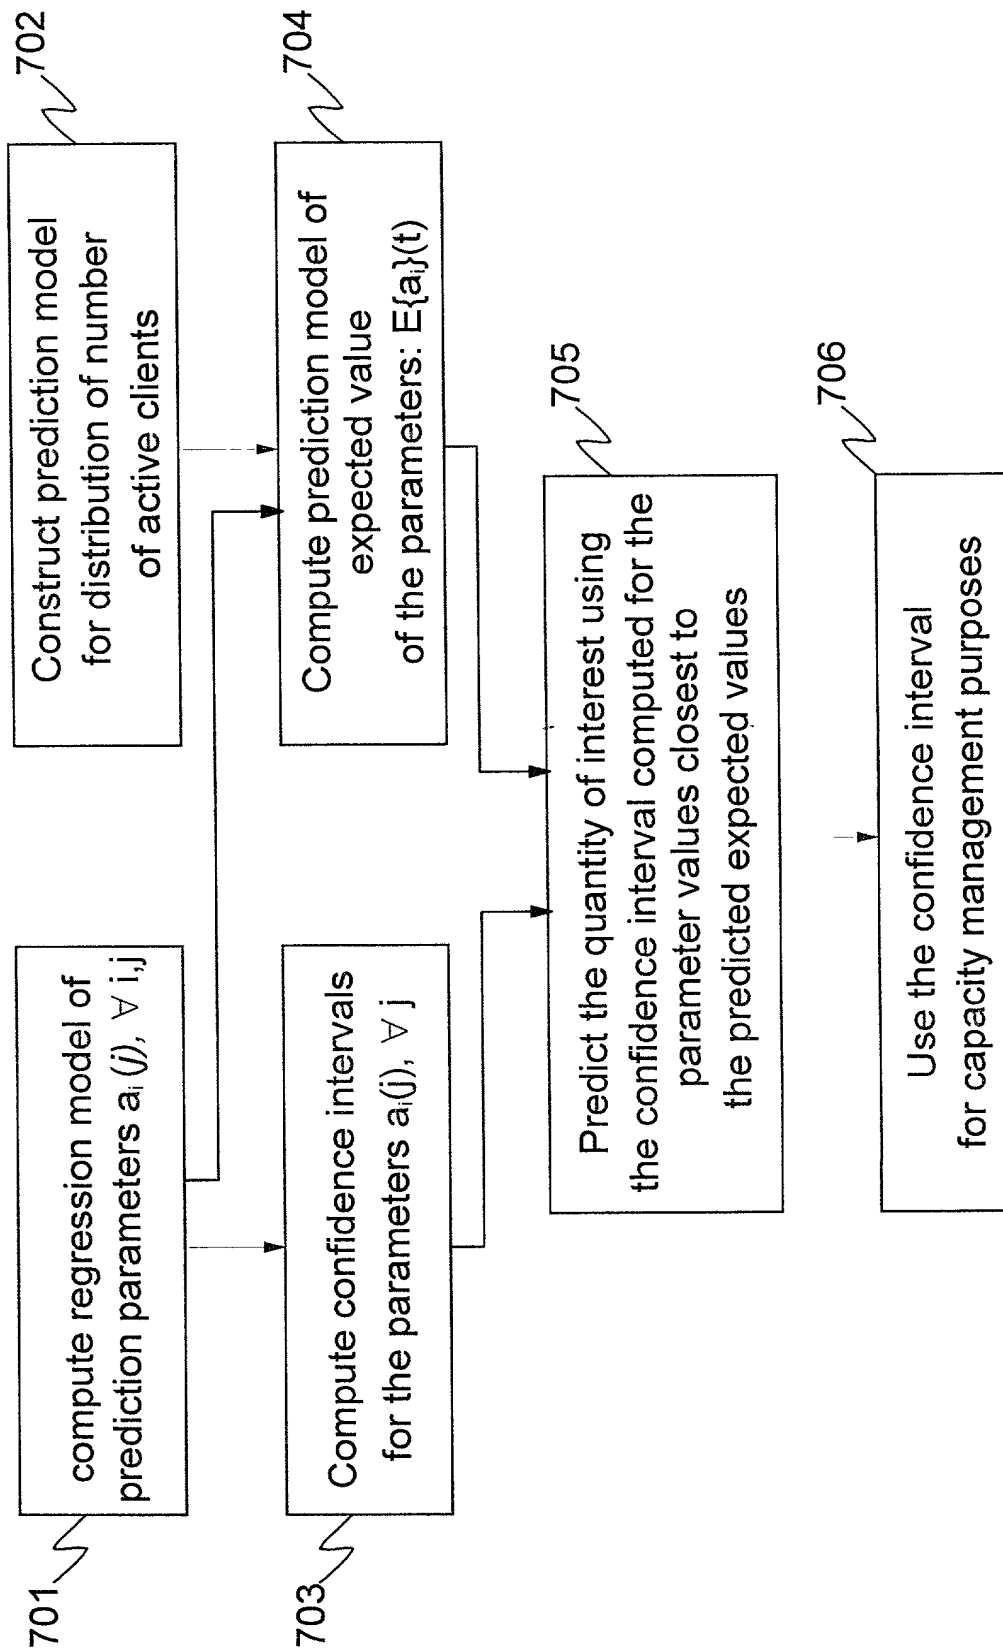 701
compute regression model of
prediction parameters aᵢ (j), ∀ i,j
702
Construct prediction model
for distribution of number
of active clients
703
Compute confidence intervals
for the parameters aᵢ(j), ∀ j
704
Compute prediction model of
expected value
of the parameters: E{aᵢ}(t)
705
Predict the quantity of interest using
the confidence interval computed for the
parameter values closest to
the predicted expected values
706
Use the confidence interval
for capacity management purposes